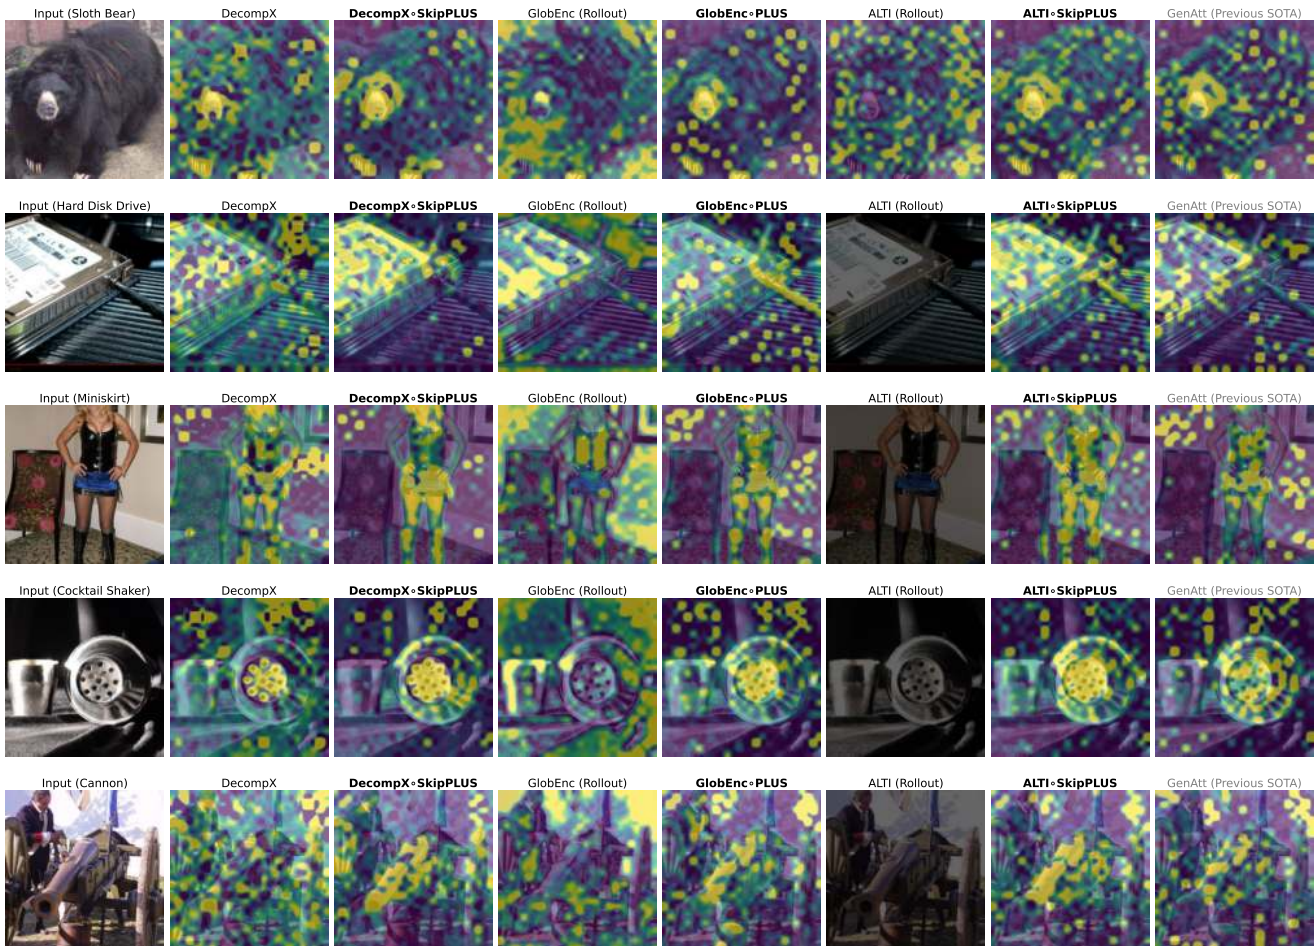 Input (Sloth Bear) DecompX DecompX∘SkipPLUS GlobEnc (Rollout) GlobEnc∘PLUS ALTI (Rollout) ALTI∘SkipPLUS GenAtt (Previous SOTA)
Input (Hard Disk Drive) DecompX DecompX∘SkipPLUS GlobEnc (Rollout) GlobEnc∘PLUS ALTI (Rollout) ALTI∘SkipPLUS GenAtt (Previous SOTA)
Input (Miniskirt) DecompX DecompX∘SkipPLUS GlobEnc (Rollout) GlobEnc∘PLUS ALTI (Rollout) ALTI∘SkipPLUS GenAtt (Previous SOTA)
Input (Cocktail Shaker) DecompX DecompX∘SkipPLUS GlobEnc (Rollout) GlobEnc∘PLUS ALTI (Rollout) ALTI∘SkipPLUS GenAtt (Previous SOTA)
Input (Cannon) DecompX DecompX∘SkipPLUS GlobEnc (Rollout) GlobEnc∘PLUS ALTI (Rollout) ALTI∘SkipPLUS GenAtt (Previous SOTA)